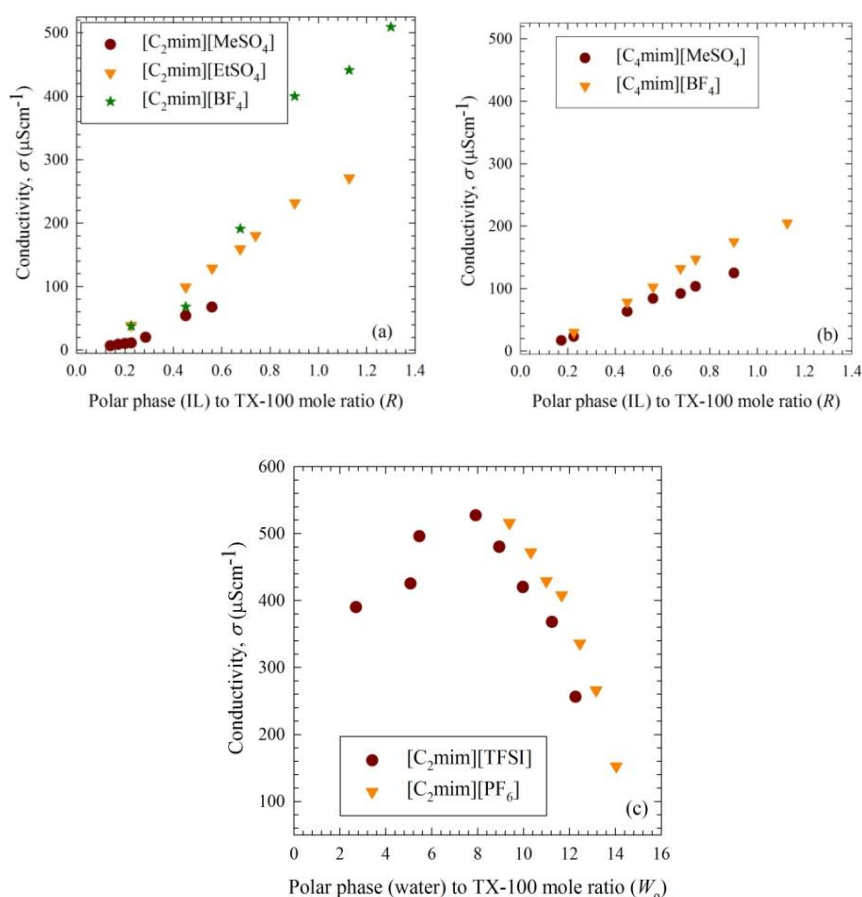 500
400
300
200
100
0
Conductivity, σ (μScm⁻¹)
[C₂mim][MeSO₄]
[C₂mim][EtSO₄]
[C₂mim][BF₄]
(a)
0.0 0.2 0.4 0.6 0.8 1.0 1.2 1.4
Polar phase (IL) to TX-100 mole ratio (R)
500
400
300
200
100
0
Conductivity, σ (μScm⁻¹)
[C₄mim][MeSO₄]
[C₄mim][BF₄]
(b)
0.0 0.2 0.4 0.6 0.8 1.0 1.2 1.4
Polar phase (IL) to TX-100 mole ratio (R)
600
500
400
300
200
100
Conductivity, σ (μScm⁻¹)
[C₂mim][TFSI]
[C₂mim][PF₆]
(c)
0 2 4 6 8 10 12 14 16
Polar phase (water) to TX-100 mole ratio (Wₒ)